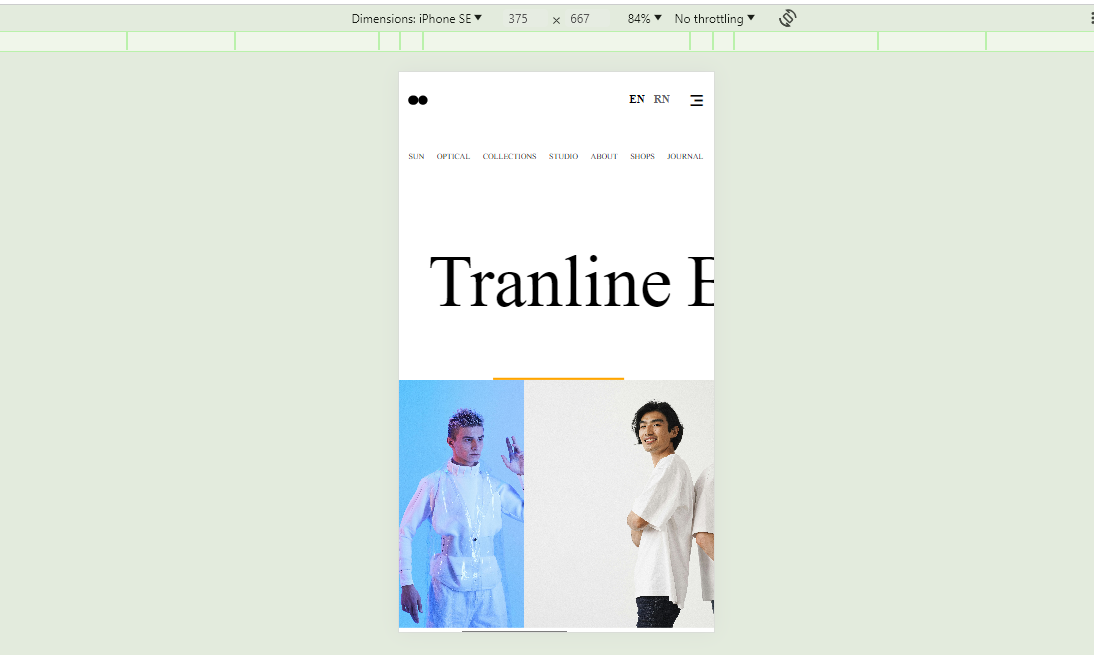 Dimensions: iPhone SE 375 × 667 84% No throttling
EN RN
SUN OPTICAL COLLECTIONS STUDIO ABOUT SHOPS JOURNAL
Tranline E